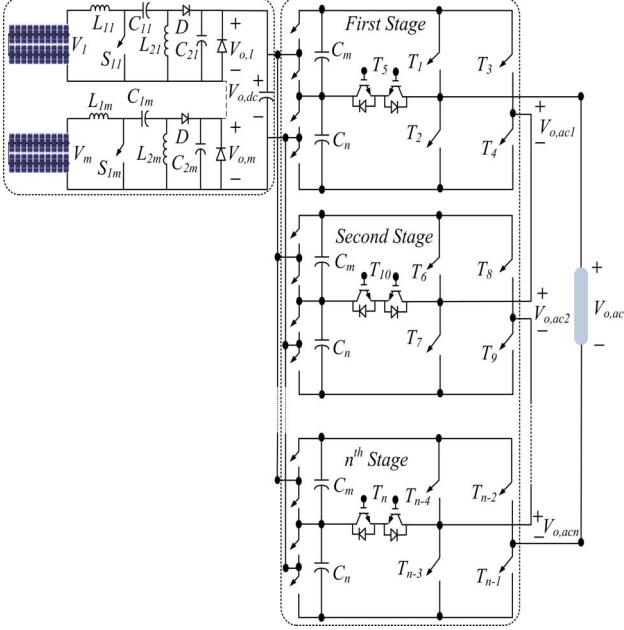 L11 C11 D
V1 S11 L21 C21 Vo,1
+
−
Vo,dc
+
−
L1m C1m
Vm S1m L2m D C2m Vo,m
+
−
First Stage
Cm T5 T1 T3
Cn T2 T4
+
Vo,ac1
−
Second Stage
Cm T10 T6 T8
Cn T7 T9
+
Vo,ac2
−
+
Vo,ac
−
nth Stage
Cm Tn Tn-4 Tn-2
Cn Tn-3 Tn-1
+
Vo,acn
−